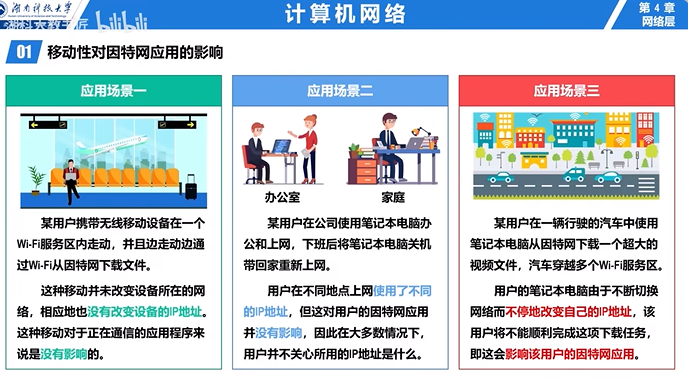 湖南科技大学
计算机网络
第 4 章
网络层
bilibili
01 移动性对因特网应用的影响
应用场景一
某用户携带无线移动设备在一个
Wi-Fi服务区内走动，并且边走动边通
过Wi-Fi从因特网下载文件。
这种移动并未改变设备所在的网
络，相应地也没有改变设备的IP地址。
这种移动对于正在通信的应用程序来
说是没有影响的。
应用场景二
办公室 家庭
某用户在公司使用笔记本电脑办
公和上网，下班后将笔记本电脑关机
带回家重新上网。
用户在不同地点上网使用了不同
的IP地址，但这对用户的因特网应用
并没有影响，因此在大多数情况下，
用户并不关心所用的IP地址是什么。
应用场景三
某用户在一辆行驶的汽车中使用
笔记本电脑从因特网下载一个超大的
视频文件，汽车穿越多个Wi-Fi服务区。
用户的笔记本电脑由于不断切换
网络而不停地改变自己的IP地址，该
用户将不能顺利完成这项下载任务，
即这会影响该用户的因特网应用。